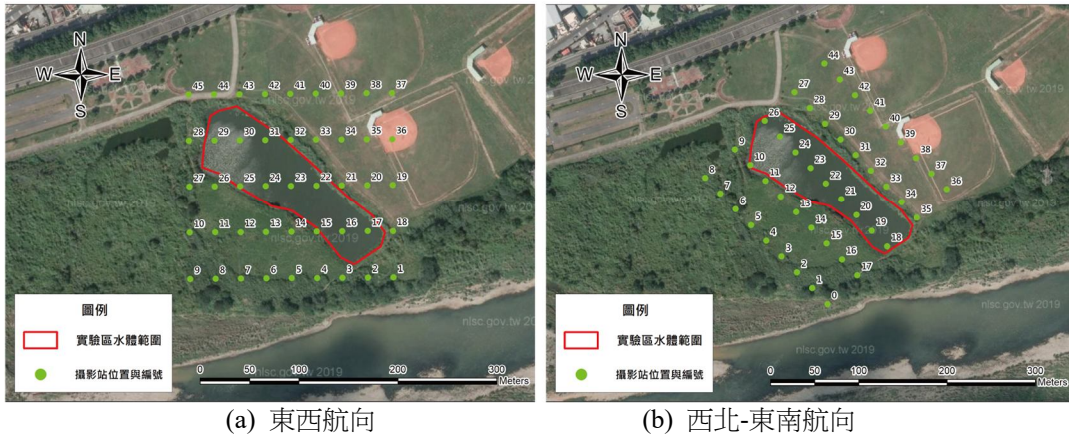 N
W E
S
45 44 43 42 41 40 39 38 37
28 29 30 31 32 33 34 35 36
27 26 25 24 23 22 21 20 19
10 11 12 13 14 15 16 17 18
9 8 7 6 5 4 3 2 1
nlsc.gov.tw 2019
圖例
實驗區水體範圍
攝影站位置與編號
0 100 200 300
Meters
(a) 東西航向
N
W E
S
44
43
27 42
28 41
26 29 40
25 30 39
9 24 31 38
10 23 32 37
8 11 22 33 36
7 12 21 34
6 13 20 35
5 14 19
4 15 18
3 16
2 17
1
0
nlsc.gov.tw 2019
圖例
實驗區水體範圍
攝影站位置與編號
0 100 200 300
Meters
(b) 西北-東南航向